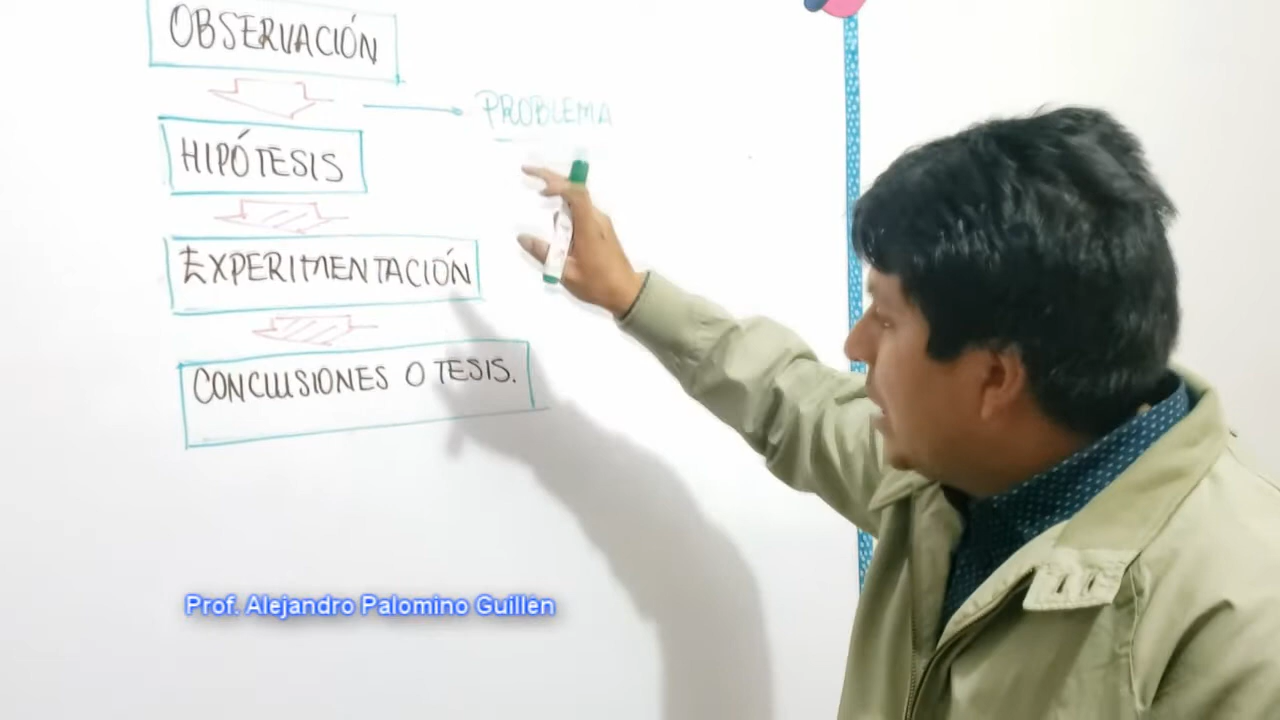 OBSERVACIÓN
PROBLEMA
HIPÓTESIS
EXPERIMENTACIÓN
CONCLUSIONES O TESIS.
Prof. Alejandro Palomino Guillén